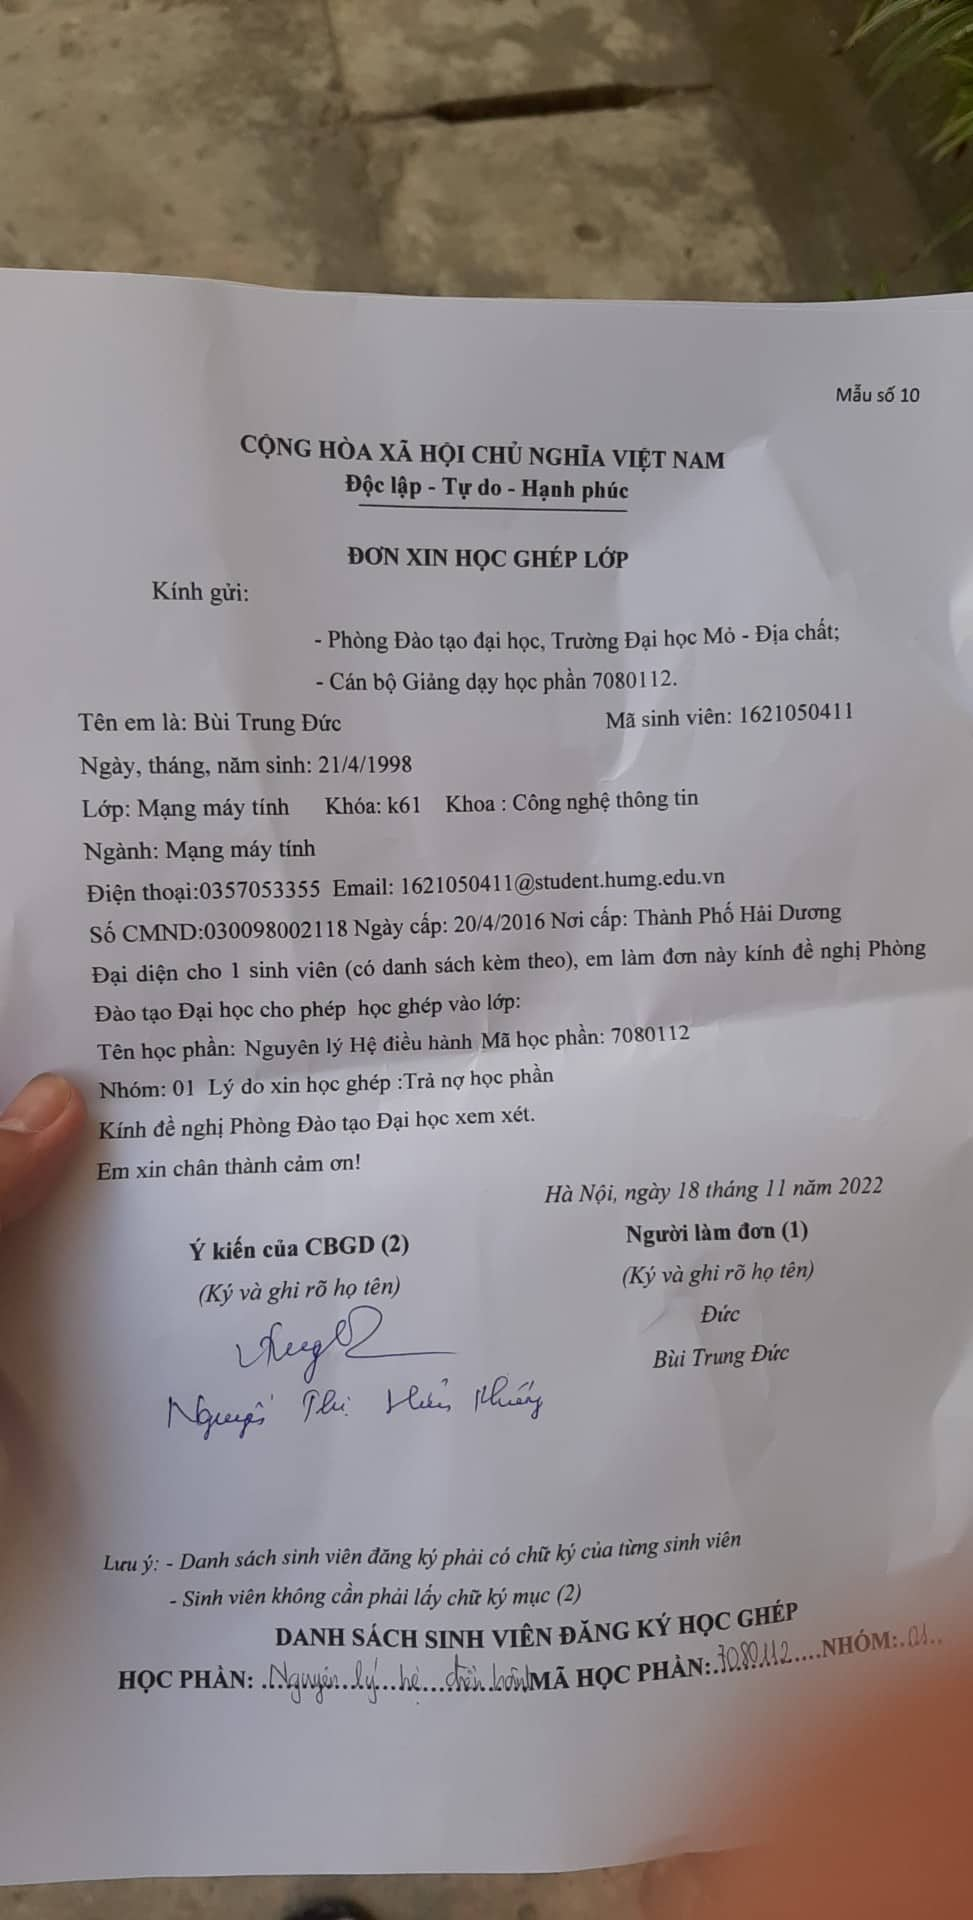 Mẫu số 10
CỘNG HÒA XÃ HỘI CHỦ NGHĨA VIỆT NAM
Độc lập - Tự do - Hạnh phúc
ĐƠN XIN HỌC GHÉP LỚP
Kính gửi:
- Phòng Đào tạo đại học, Trường Đại học Mỏ - Địa chất;
- Cán bộ Giảng dạy học phần 7080112.
Tên em là: Bùi Trung Đức Mã sinh viên: 1621050411
Ngày, tháng, năm sinh: 21/4/1998
Lớp: Mạng máy tính Khóa: k61 Khoa : Công nghệ thông tin
Ngành: Mạng máy tính
Điện thoại:0357053355 Email: 1621050411@student.humg.edu.vn
Số CMND:030098002118 Ngày cấp: 20/4/2016 Nơi cấp: Thành Phố Hải Dương
Đại diện cho 1 sinh viên (có danh sách kèm theo), em làm đơn này kính đề nghị Phòng
Đào tạo Đại học cho phép học ghép vào lớp:
Tên học phần: Nguyên lý Hệ điều hành Mã học phần: 7080112
Nhóm: 01 Lý do xin học ghép :Trả nợ học phần
Kính đề nghị Phòng Đào tạo Đại học xem xét.
Em xin chân thành cảm ơn!
Hà Nội, ngày 18 tháng 11 năm 2022
Ý kiến của CBGD (2) Người làm đơn (1)
(Ký và ghi rõ họ tên) (Ký và ghi rõ họ tên)
Đức
Bùi Trung Đức
Nguyễn Thị
Lưu ý: - Danh sách sinh viên đăng ký phải có chữ ký của từng sinh viên
- Sinh viên không cần phải lấy chữ ký mục (2)
DANH SÁCH SINH VIÊN ĐĂNG KÝ HỌC GHÉP
HỌC PHẦN: Nguyên lý hệ điều hành MÃ HỌC PHẦN: 7080112 NHÓM: 01